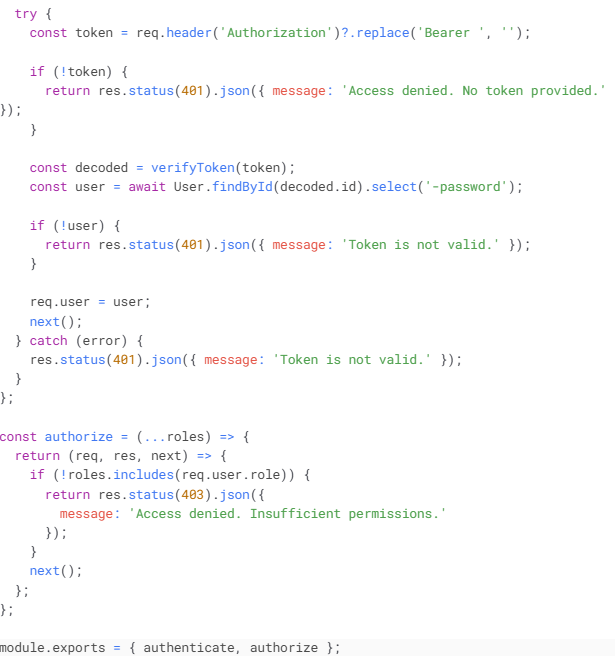 try {
const token = req.header('Authorization')?.replace('Bearer ', '');
if (!token) {
return res.status(401).json({ message: 'Access denied. No token provided.'
});
}
const decoded = verifyToken(token);
const user = await User.findById(decoded.id).select('-password');
if (!user) {
return res.status(401).json({ message: 'Token is not valid.' });
}
req.user = user;
next();
} catch (error) {
res.status(401).json({ message: 'Token is not valid.' });
}
};
const authorize = (...roles) => {
return (req, res, next) => {
if (!roles.includes(req.user.role)) {
return res.status(403).json({
message: 'Access denied. Insufficient permissions.'
});
}
next();
};
};
module.exports = { authenticate, authorize };